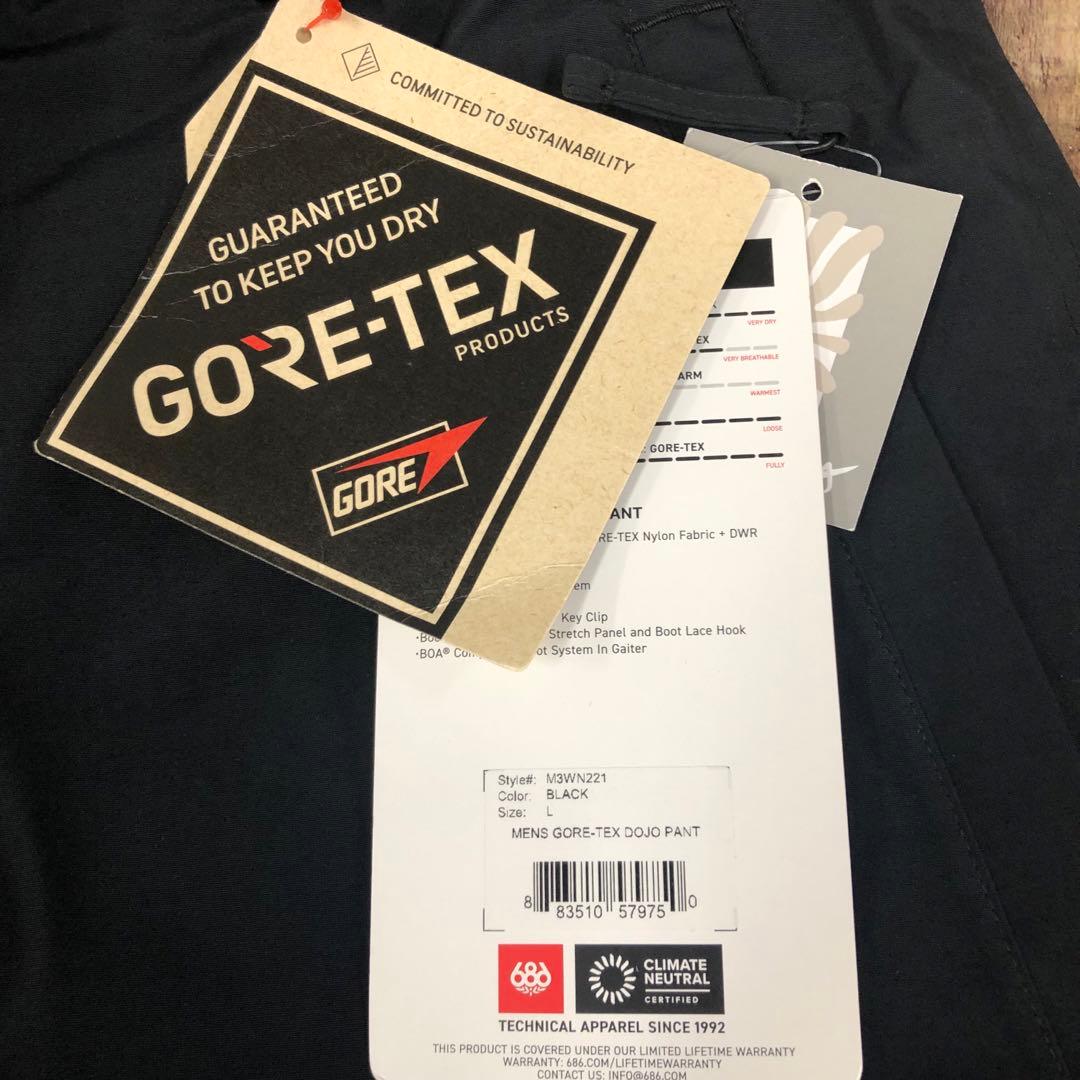 COMMITTED TO SUSTAINABILITY
GUARANTEED
TO KEEP YOU DRY
GORE-TEX
PRODUCTS
GORE
VERY DRY
EX
VERY BREATHABLE
ARM
WARMEST
LOOSE
: GORE-TEX
FULLY
ANT
RE-TEX Nylon Fabric + DWR
em
Key Clip
Stretch Panel and Boot Lace Hook
•BOA® Com ot System In Gaiter
Style#: M3WN221
Color: BLACK
Size: L
MENS GORE-TEX DOJO PANT
8 83510 57975 0
686
CLIMATE
NEUTRAL
CERTIFIED
TECHNICAL APPAREL SINCE 1992
THIS PRODUCT IS COVERED UNDER OUR LIMITED LIFETIME WARRANTY
WARRANTY: 686.COM/LIFETIMEWARRANTY
CONTACT US: INFO@686.COM